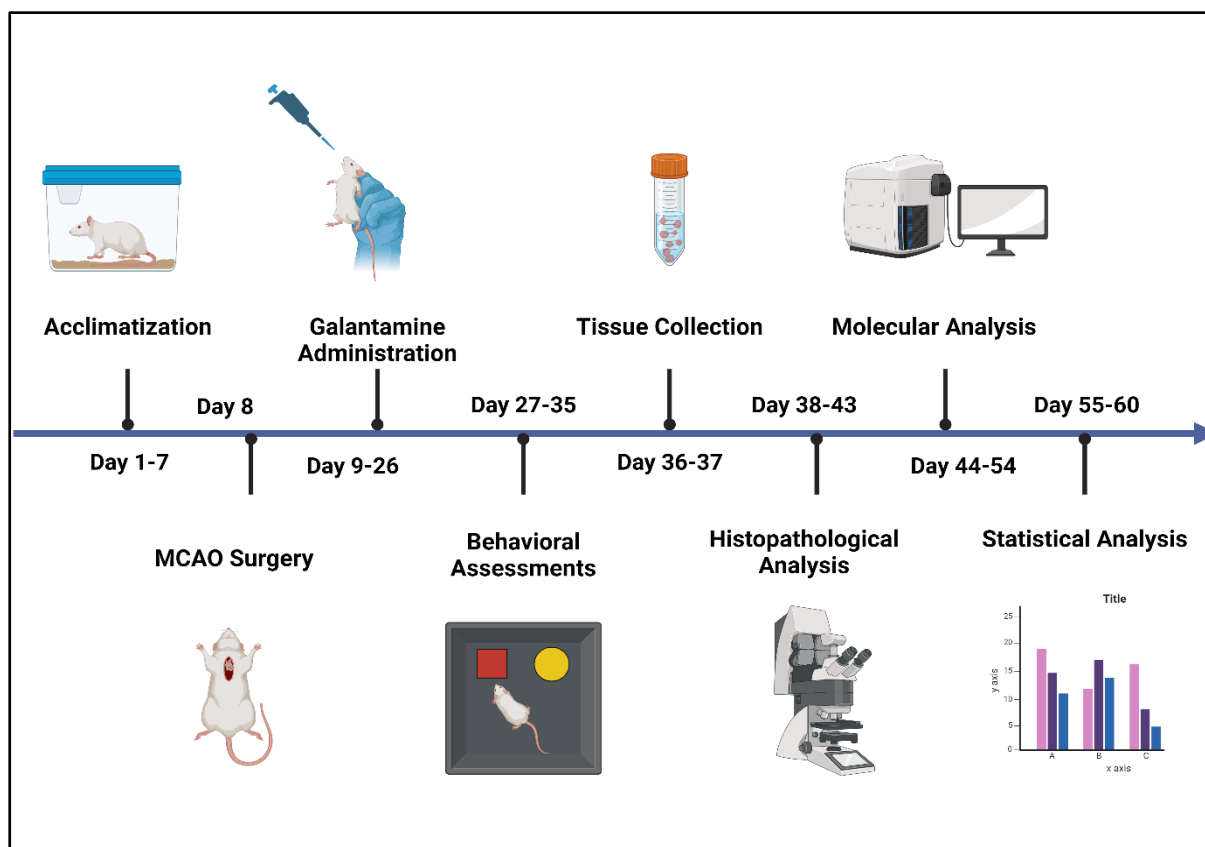 Acclimatization
Galantamine
Administration
Tissue Collection
Molecular Analysis
Day 8
Day 27-35
Day 38-43
Day 55-60
Day 1-7
Day 9-26
Day 36-37
Day 44-54
MCAO Surgery
Behavioral
Assessments
Histopathological
Analysis
Statistical Analysis
Title
25
20
15
10
5
0
y axis
A
B
C
x axis